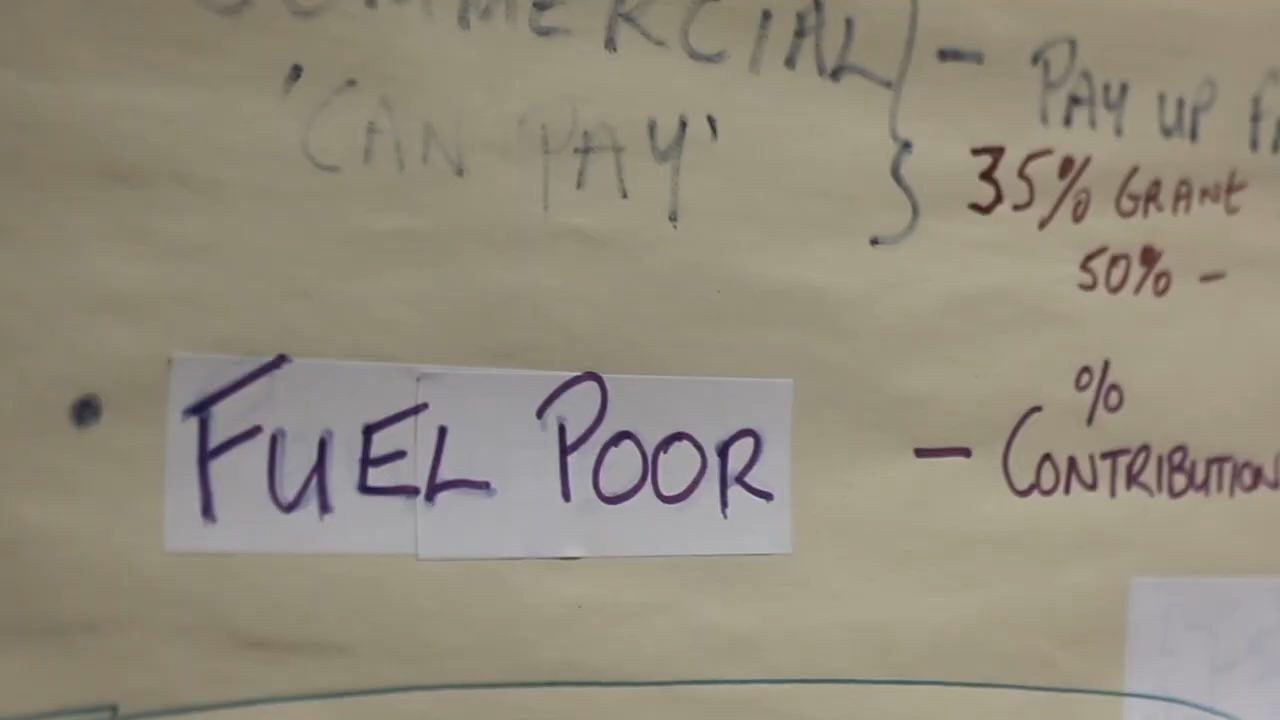 COMMERCIAL } - PAY UP
'CAN PAY'
35% GRANT
50% -
• FUEL POOR - % CONTRIBUTION